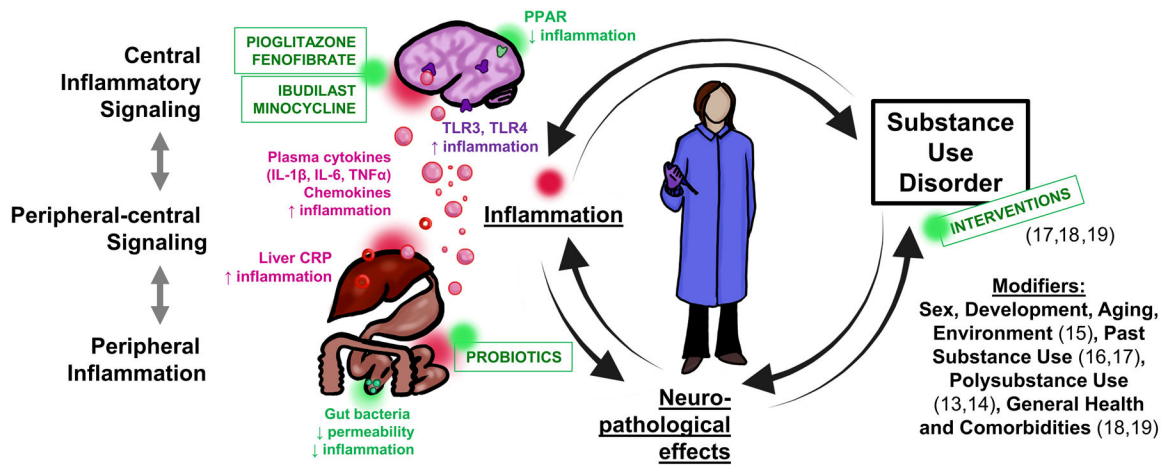 Central
Inflammatory
Signaling
Peripheral-central
Signaling
Peripheral
Inflammation
PIOGLITAZONE
FENOFIBRATE
IBUDILAST
MINOCYCLINE
PPAR
↓ inflammation
TLR3, TLR4
↑ inflammation
Plasma cytokines
(IL-1β, IL-6, TNFα)
Chemokines
↑ inflammation
Liver CRP
↑ inflammation
PROBIOTICS
Gut bacteria
↓ permeability
↓ inflammation
Inflammation
Neuro-
pathological
effects
Substance
Use
Disorder
INTERVENTIONS
(17,18,19)
Modifiers:
Sex, Development, Aging,
Environment (15), Past
Substance Use (16,17),
Polysubstance Use
(13,14), General Health
and Comorbidities (18,19)